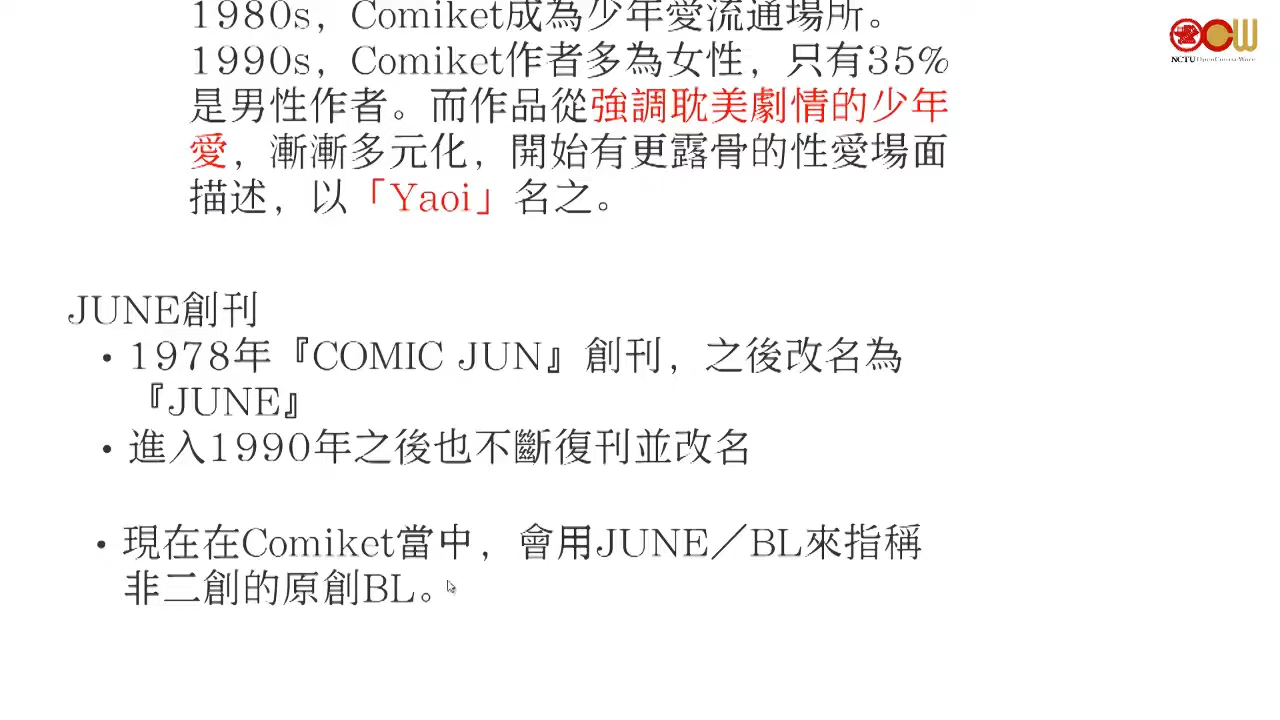 1980s，Comiket成為少年愛流通場所。
1990s，Comiket作者多為女性，只有35%
是男性作者。而作品從強調耽美劇情的少年
愛，漸漸多元化，開始有更露骨的性愛場面
描述，以「Yaoi」名之。
OCW
NCTU OpenCourseWare
JUNE創刊
• 1978年『COMIC JUN』創刊，之後改名為
『JUNE』
• 進入1990年之後也不斷復刊並改名
• 現在在Comiket當中，會用JUNE／BL來指稱
非二創的原創BL。